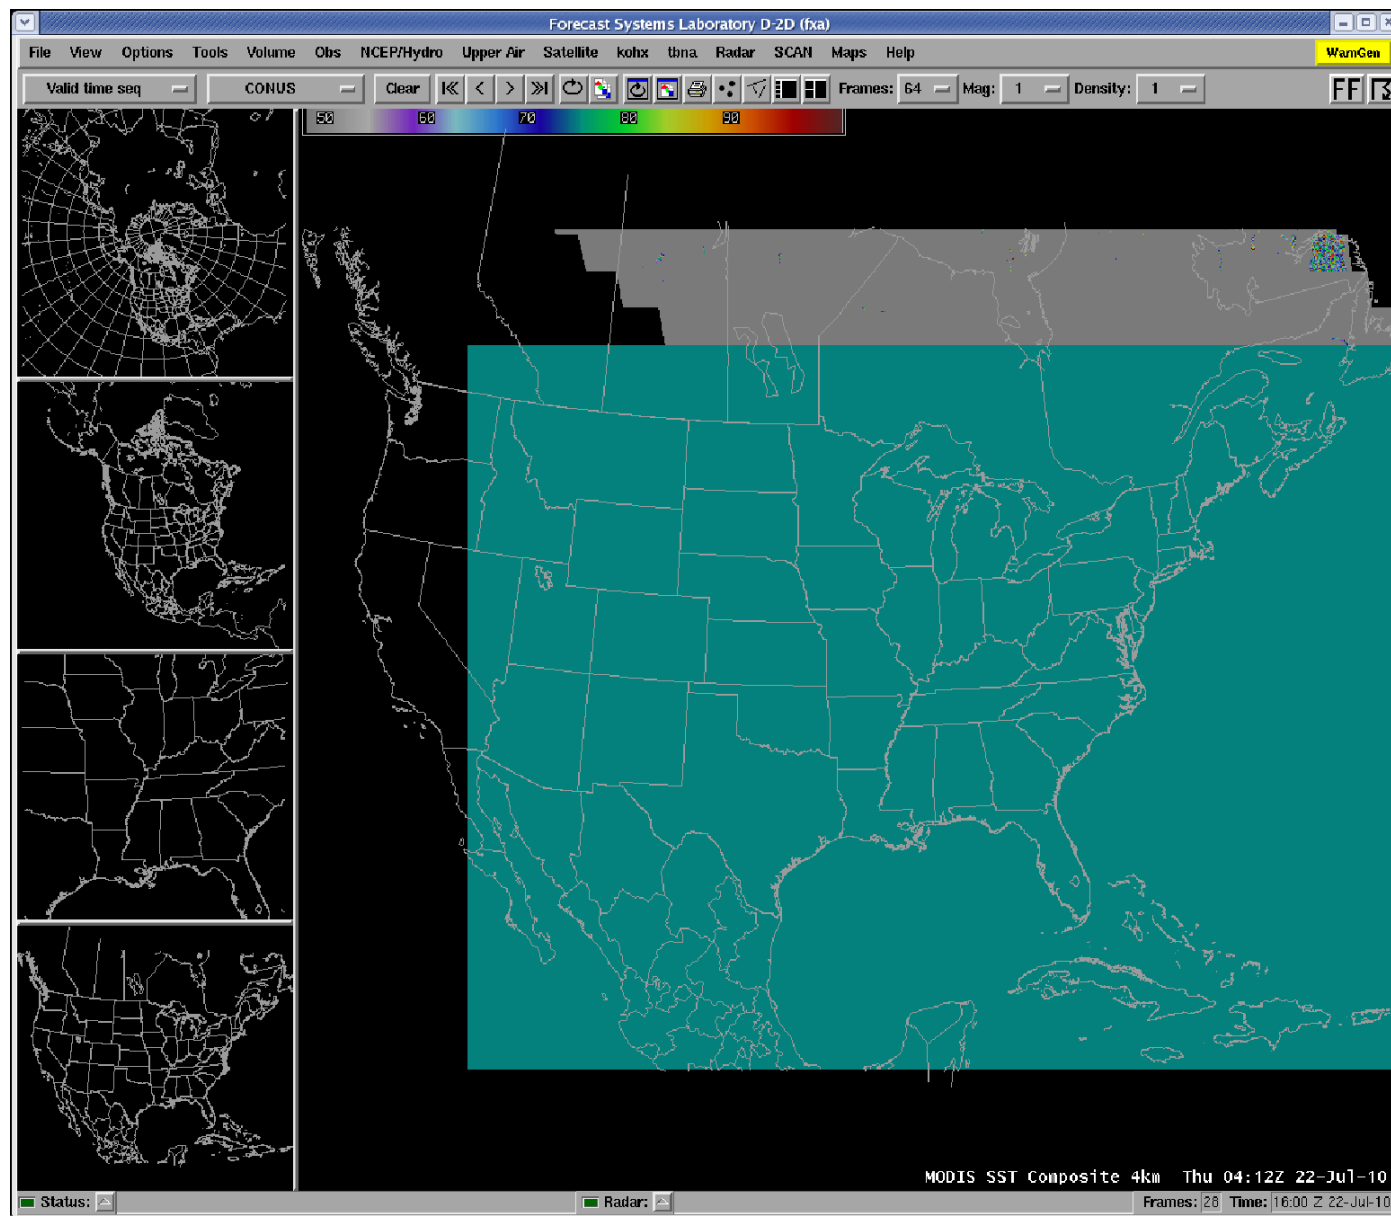 Forecast Systems Laboratory D-2D (fxa)
File View Options Tools Volume Obs NCEP/Hydro Upper Air Satellite kohx tbna Radar SCAN Maps Help WarnGen
Valid time seq CONUS Clear Frames: 64 Mag: 1 Density: 1 FF
50 60 70 80 90
MODIS SST Composite 4km Thu 04:12Z 22-Jul-10
Status: Radar: Frames: 28 Time: 16:00 Z 22-Jul-10